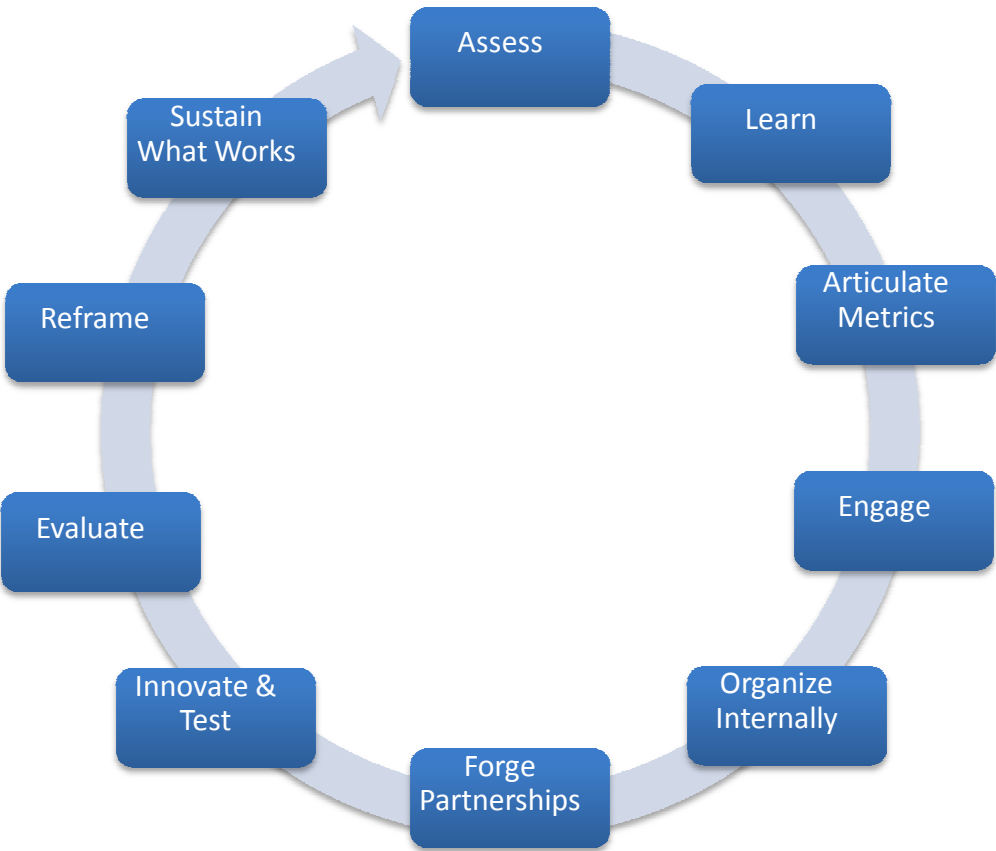 Assess
Learn
Articulate
Metrics
Engage
Organize
Internally
Forge
Partnerships
Innovate &
Test
Evaluate
Reframe
Sustain
What Works